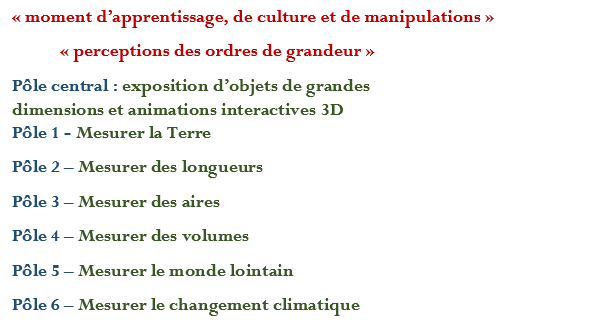 « moment d’apprentissage, de culture et de manipulations »
« perceptions des ordres de grandeur »
Pôle central : exposition d’objets de grandes
dimensions et animations interactives 3D
Pôle 1 - Mesurer la Terre
Pôle 2 – Mesurer des longueurs
Pôle 3 – Mesurer des aires
Pôle 4 – Mesurer des volumes
Pôle 5 – Mesurer le monde lointain
Pôle 6 – Mesurer le changement climatique